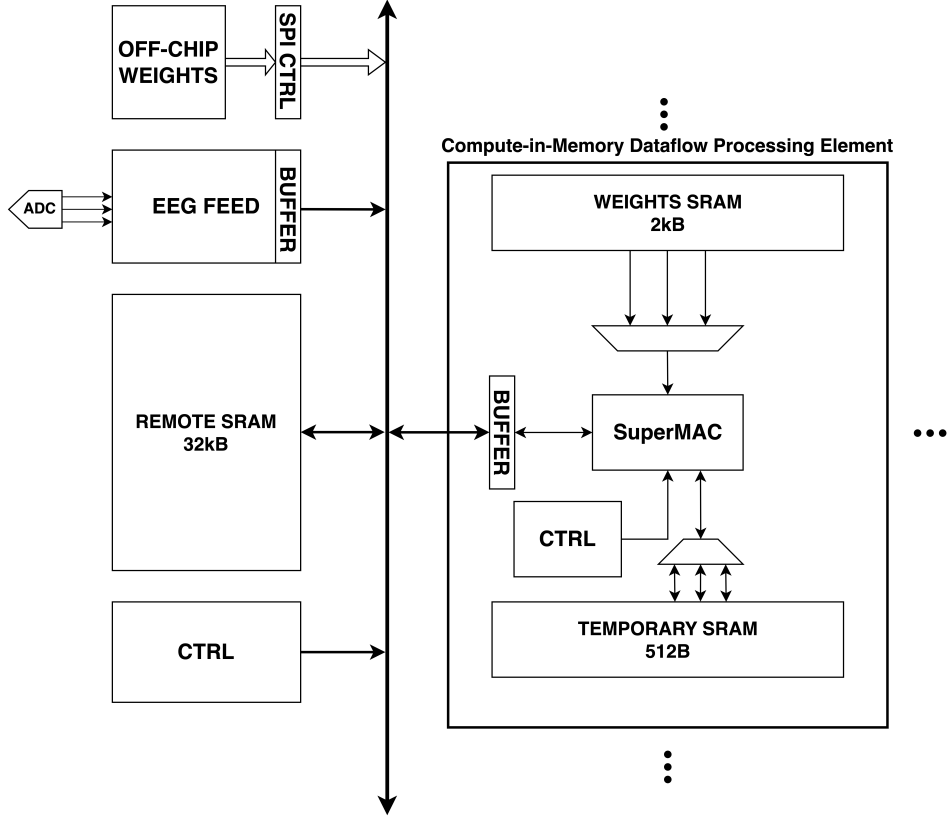 OFF-CHIP
WEIGHTS
SPI CTRL
ADC
EEG FEED
BUFFER
REMOTE SRAM
32kB
CTRL
Compute-in-Memory Dataflow Processing Element
WEIGHTS SRAM
2kB
BUFFER
SuperMAC
CTRL
TEMPORARY SRAM
512B